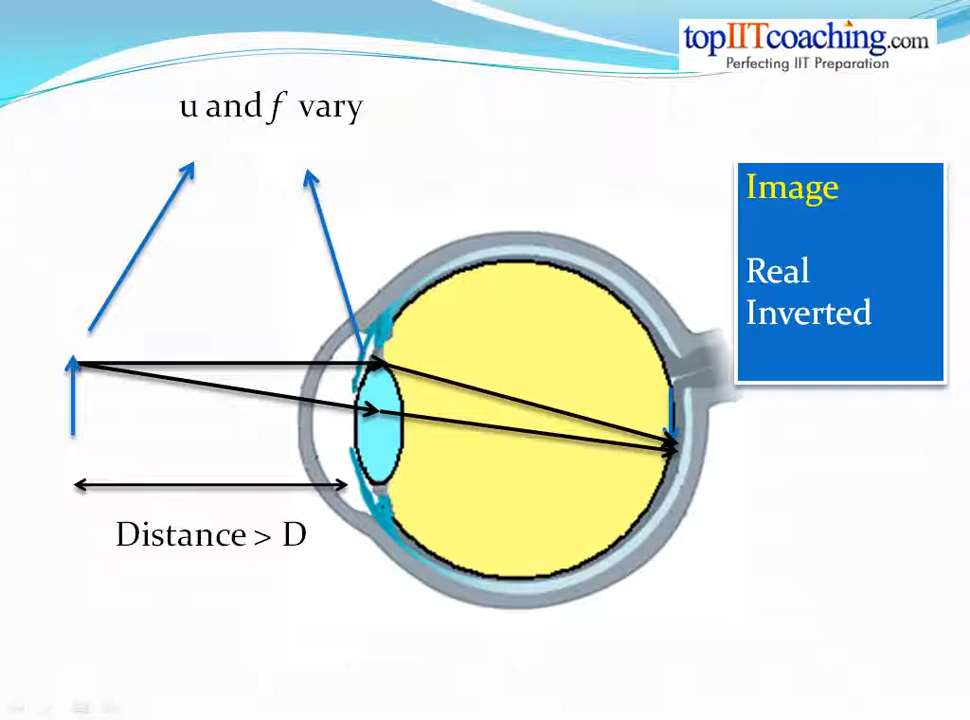 topIITcoaching.com
Perfecting IIT Preparation
u and f vary
Image
Real
Inverted
Distance > D